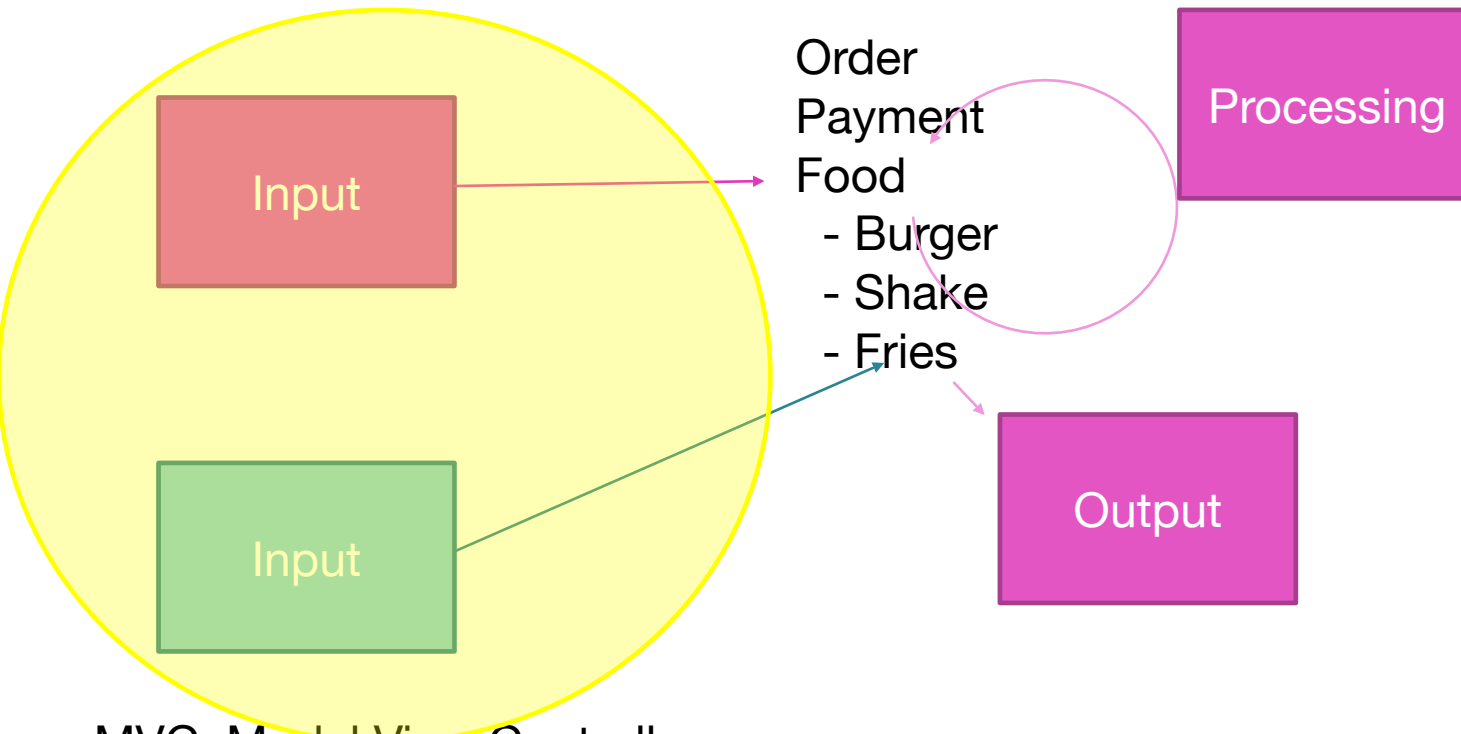 Input
Input
Order
Payment
Food
- Burger
- Shake
- Fries
Processing
Output